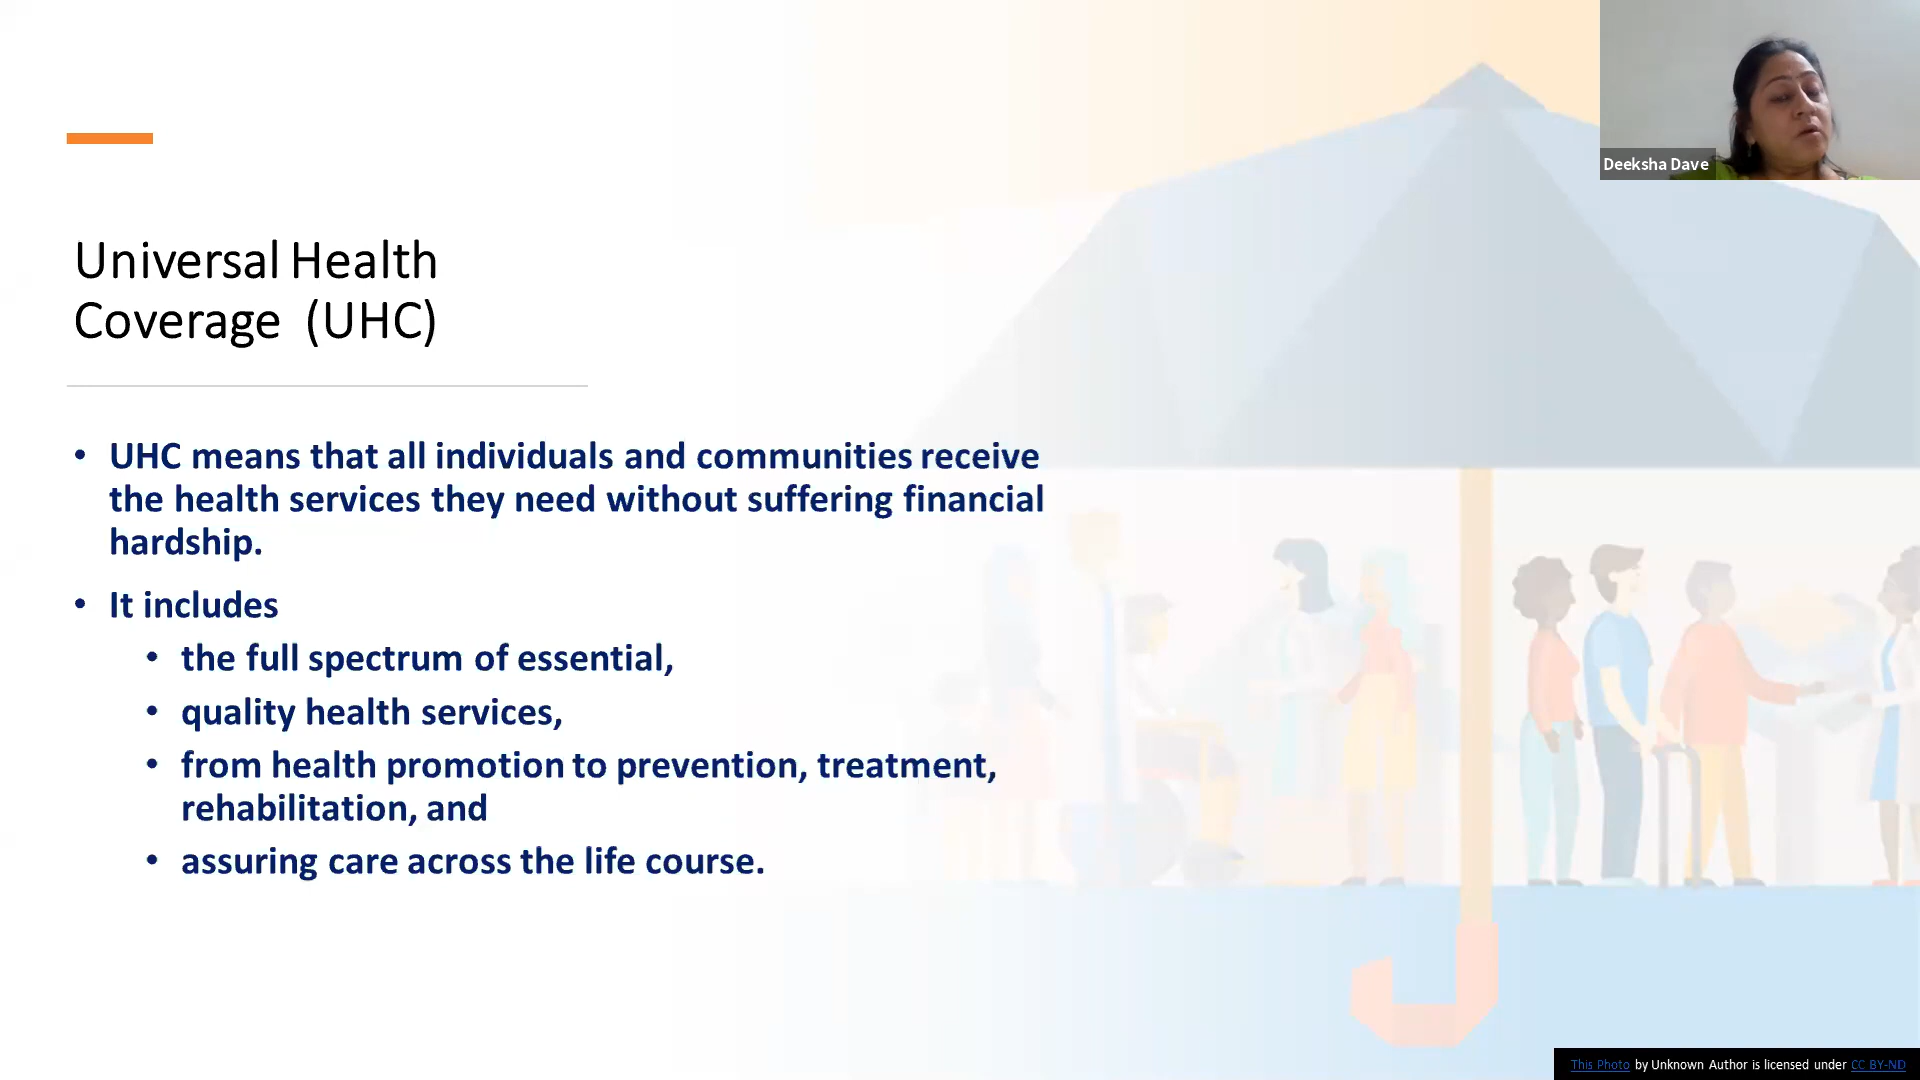 Deeksha Dave
Universal Health
Coverage (UHC)
• UHC means that all individuals and communities receive
the health services they need without suffering financial
hardship.
• It includes
• the full spectrum of essential,
• quality health services,
• from health promotion to prevention, treatment,
rehabilitation, and
• assuring care across the life course.
This Photo by Unknown Author is licensed under CC BY-ND